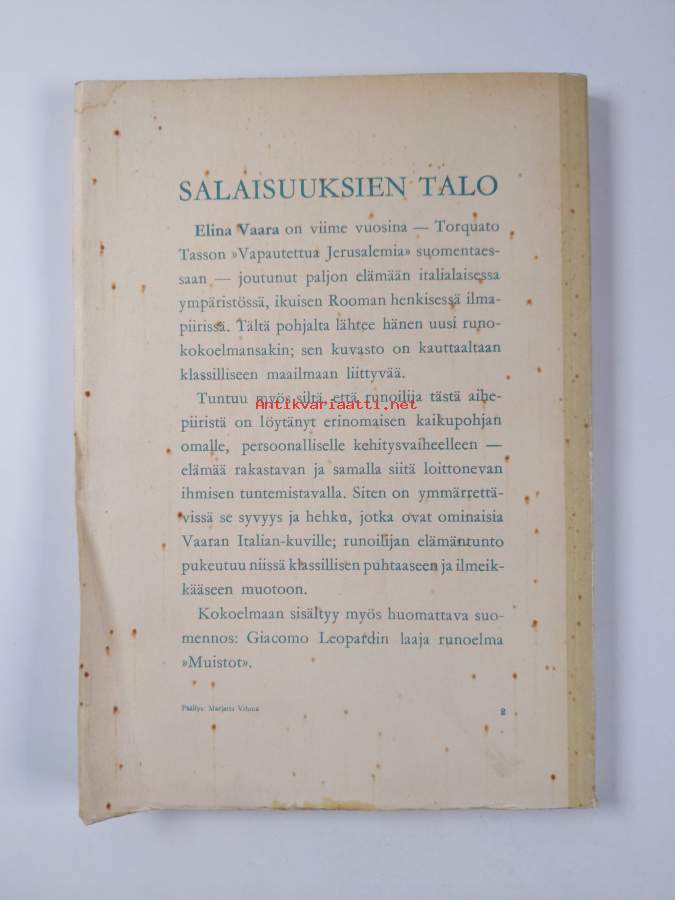 SALAISUUKSIEN TALO
Elina Vaara on viime vuosina — Torquato
Tasson »Vapautettua Jerusalemia» suomentaes-
saan — joutunut paljon elämään italialaisessa
ympäristössä, ikuisen Rooman henkisessä ilma-
piirissä. Tältä pohjalta lähtee hänen uusi runo-
kokoelmansakin; sen kuvasto on kauttaaltaan
klassilliseen maailmaan liittyvää.
Tuntuu myös siltä, että runoilija tästä aihe-
Antikvariaatti.net
piiristä on löytänyt erinomaisen kaikupohjan
omalle, persoonalliselle kehitysvaiheelleen —
elämää rakastavan ja samalla siitä loittonevan
ihmisen tuntemistavalla. Siten on ymmärrettä-
vissä se syvyys ja hehku, jotka ovat ominaisia
Vaaran Italian-kuville; runoilijan elämäntunto
pukeutuu niissä klassillisen puhtaaseen ja ilmeik-
kääseen muotoon.
Kokoelmaan sisältyy myös huomattava suo-
mennos: Giacomo Leopardin laaja runoelma
»Muistot».
Päällys: Marjatta
2